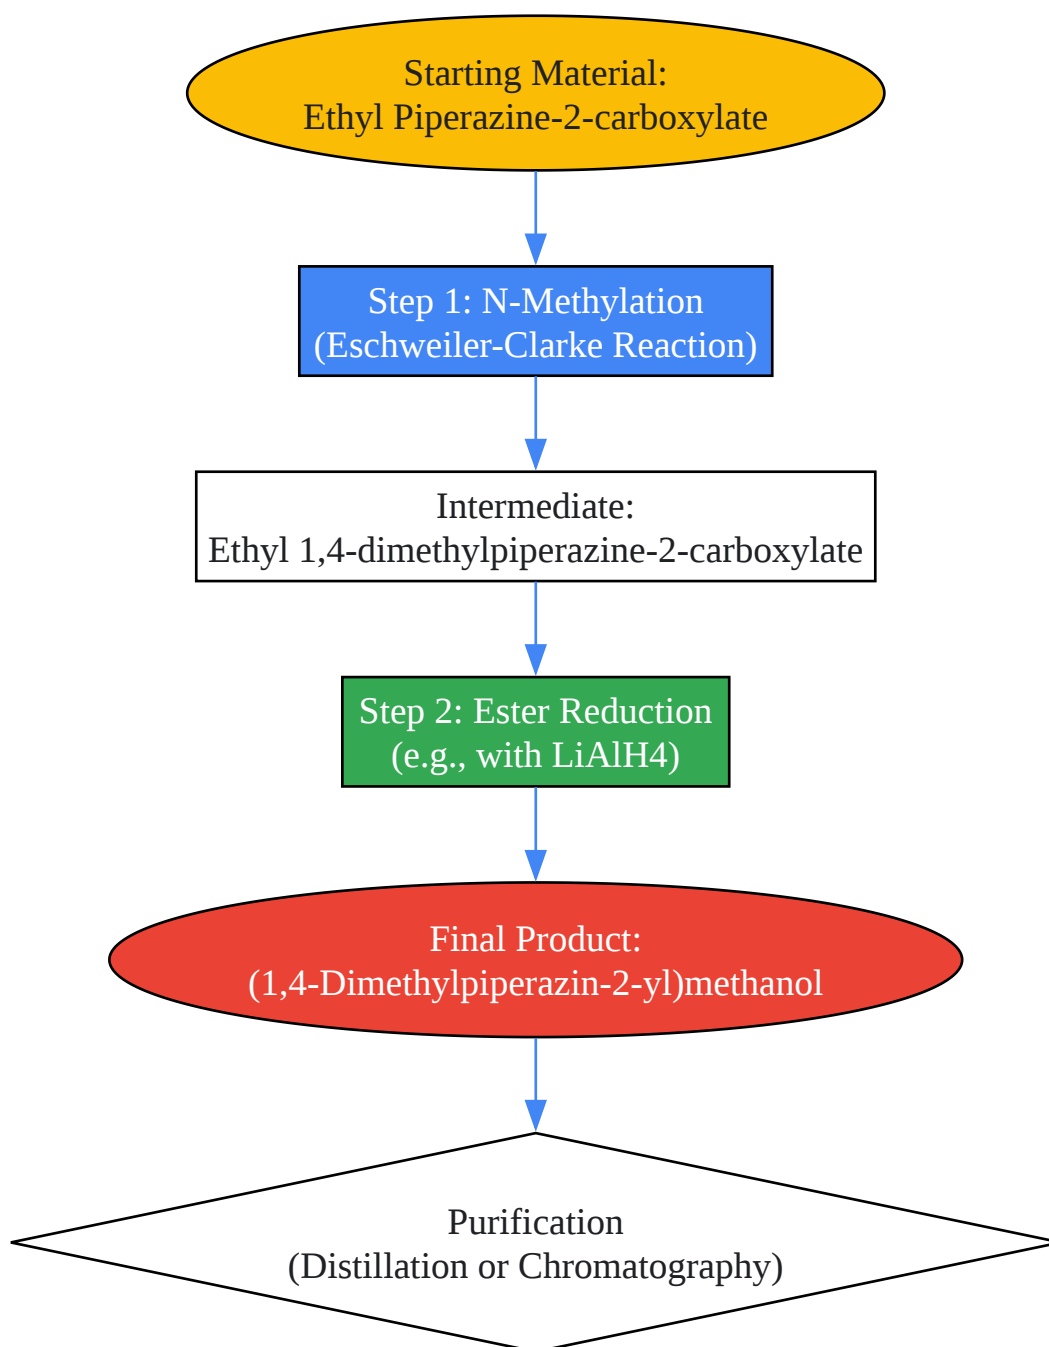 Starting Material:
Ethyl Piperazine-2-carboxylate
Step 1: N-Methylation
(Eschweiler-Clarke Reaction)
Intermediate:
Ethyl 1,4-dimethylpiperazine-2-carboxylate
Step 2: Ester Reduction
(e.g., with LiAlH4)
Final Product:
(1,4-Dimethylpiperazin-2-yl)methanol
Purification
(Distillation or Chromatography)